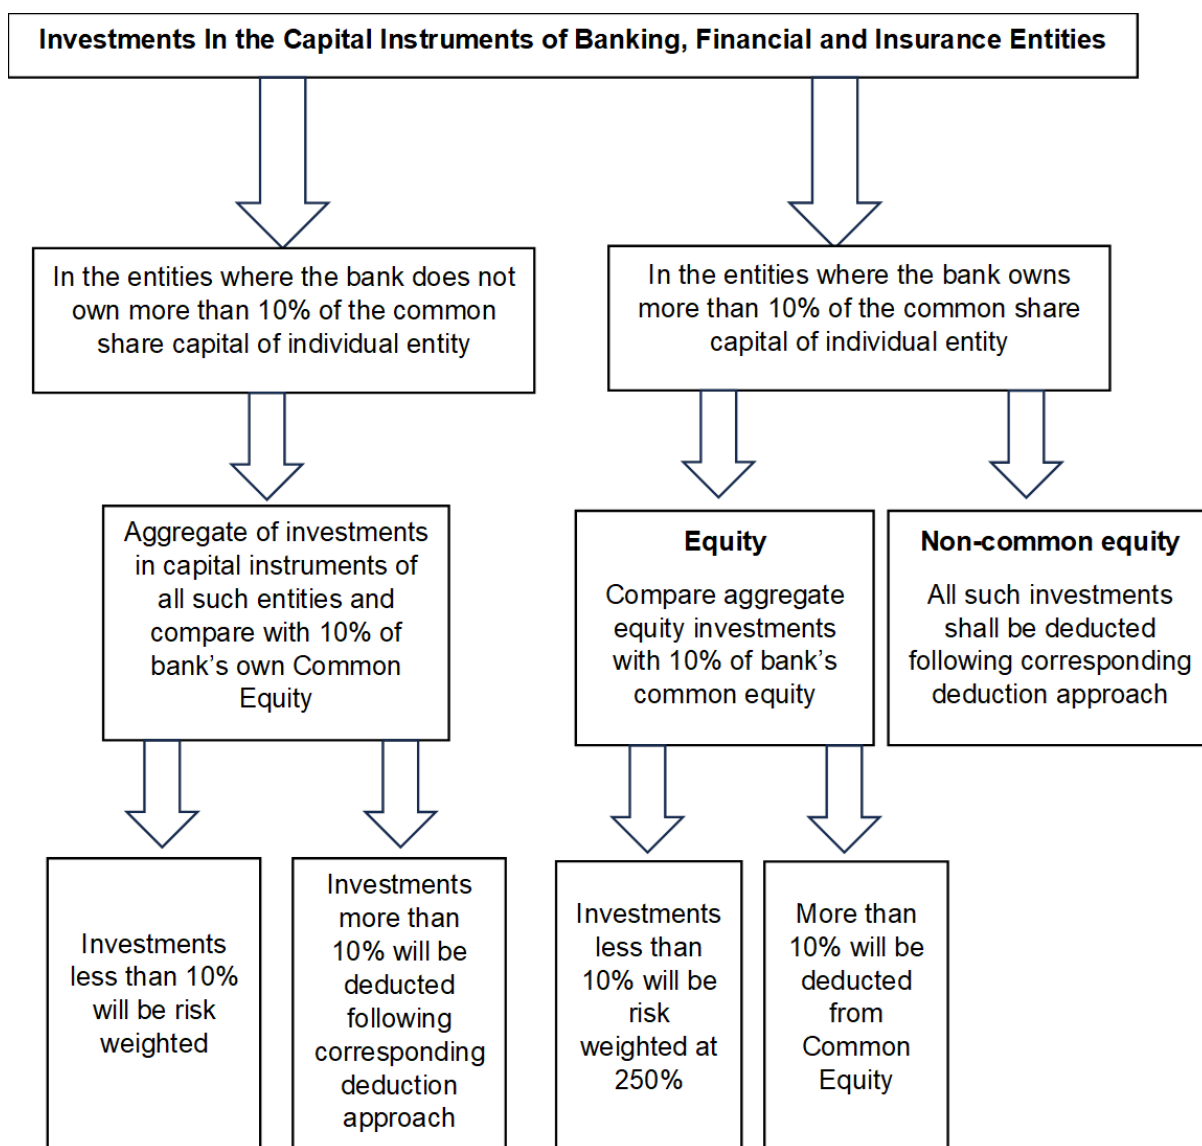 Investments In the Capital Instruments of Banking, Financial and Insurance Entities
In the entities where the bank does not
own more than 10% of the common
share capital of individual entity
In the entities where the bank owns
more than 10% of the common share
capital of individual entity
Aggregate of investments
in capital instruments of
all such entities and
compare with 10% of
bank’s own Common
Equity
Equity
Compare aggregate
equity investments
with 10% of bank’s
common equity
Non-common equity
All such investments
shall be deducted
following corresponding
deduction approach
Investments
less than 10%
will be risk
weighted
Investments
more than
10% will be
deducted
following
corresponding
deduction
approach
Investments
less than
10% will be
risk
weighted at
250%
More than
10% will be
deducted
from
Common
Equity